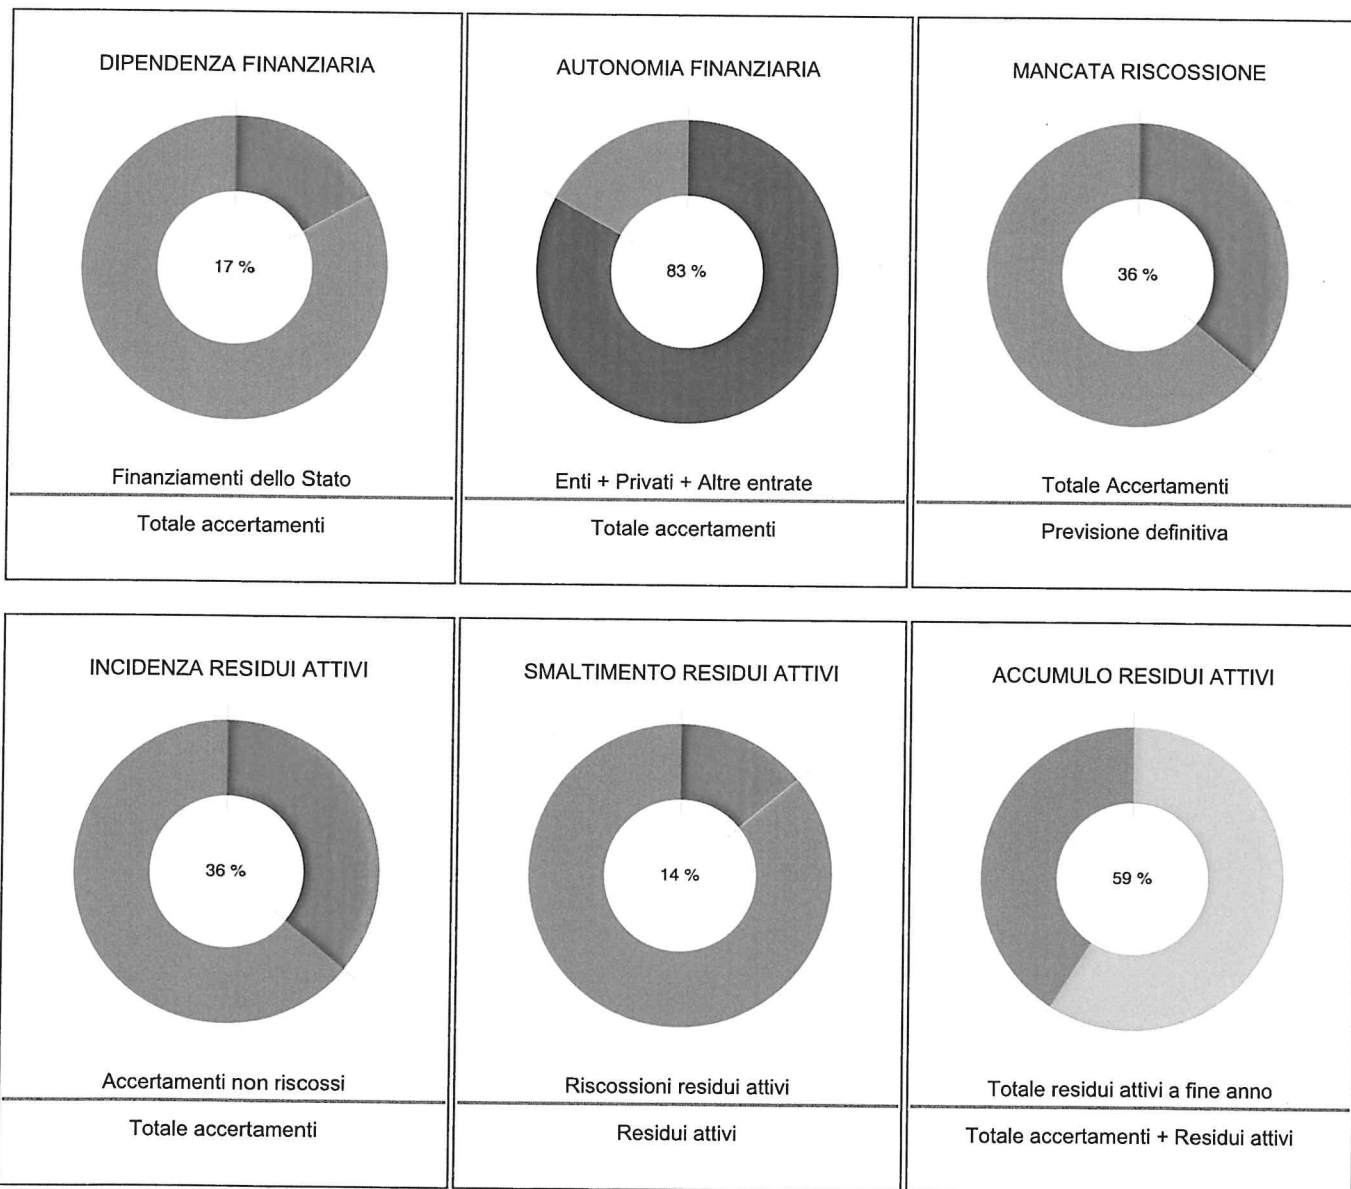 DIPENDENZA FINANZIARIA
17 %
Finanziamenti dello Stato
Totale accertamenti
AUTONOMIA FINANZIARIA
83 %
Enti + Privati + Altre entrate
Totale accertamenti
MANCATA RISCOSSIONE
36 %
Totale Accertamenti
Previsione definitiva
INCIDENZA RESIDUI ATTIVI
36 %
Accertamenti non riscossi
Totale accertamenti
SMALTIMENTO RESIDUI ATTIVI
14 %
Riscossioni residui attivi
Residui attivi
ACCUMULO RESIDUI ATTIVI
59 %
Totale residui attivi a fine anno
Totale accertamenti + Residui attivi